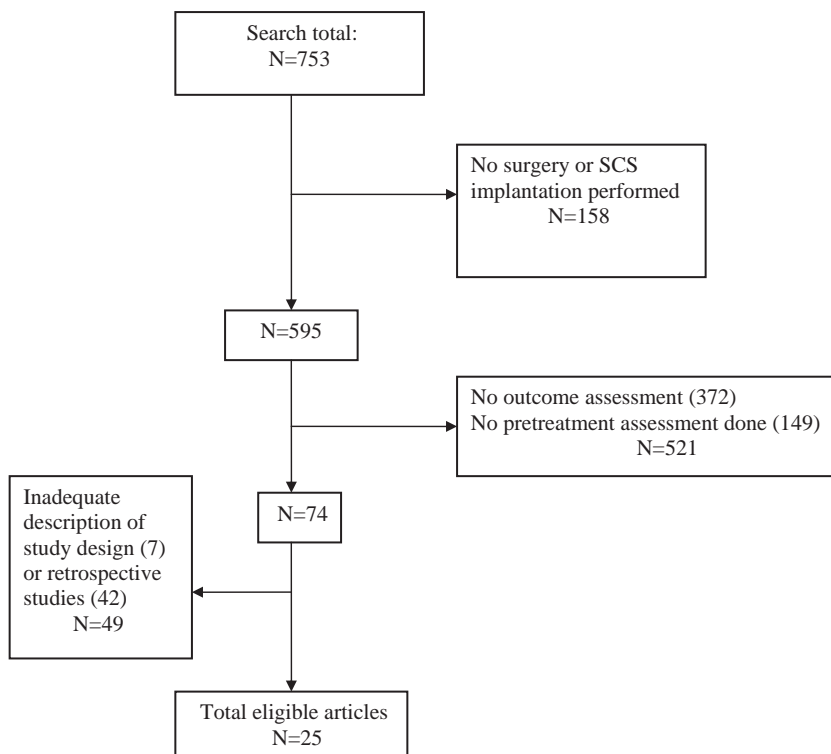 Search total:
N=753
No surgery or SCS
implantation performed
N=158
N=595
No outcome assessment (372)
No pretreatment assessment done (149)
N=521
N=74
Inadequate
description of
study design (7)
or retrospective
studies (42)
N=49
Total eligible articles
N=25